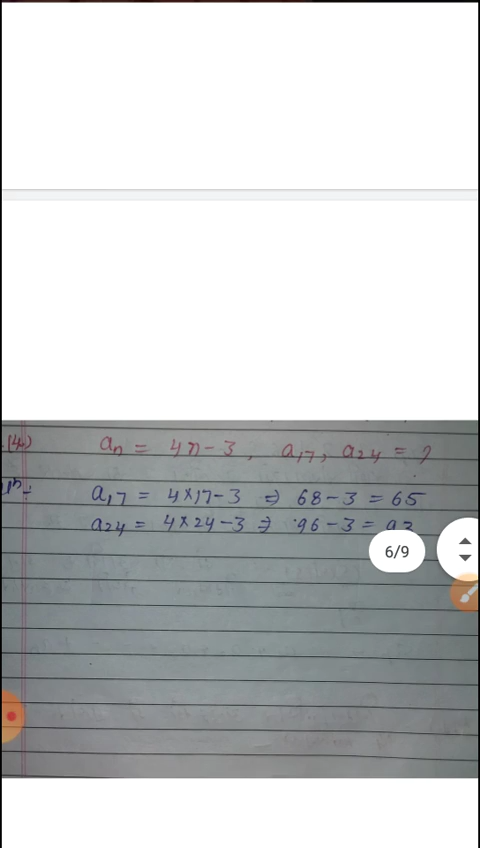 (4) aₙ = 4n - 3, a₁₇, a₂₄ = ?
a₁₇ = 4×17-3 ⇒ 68-3 = 65
a₂₄ = 4×24-3 ⇒ 96-3 =
6/9